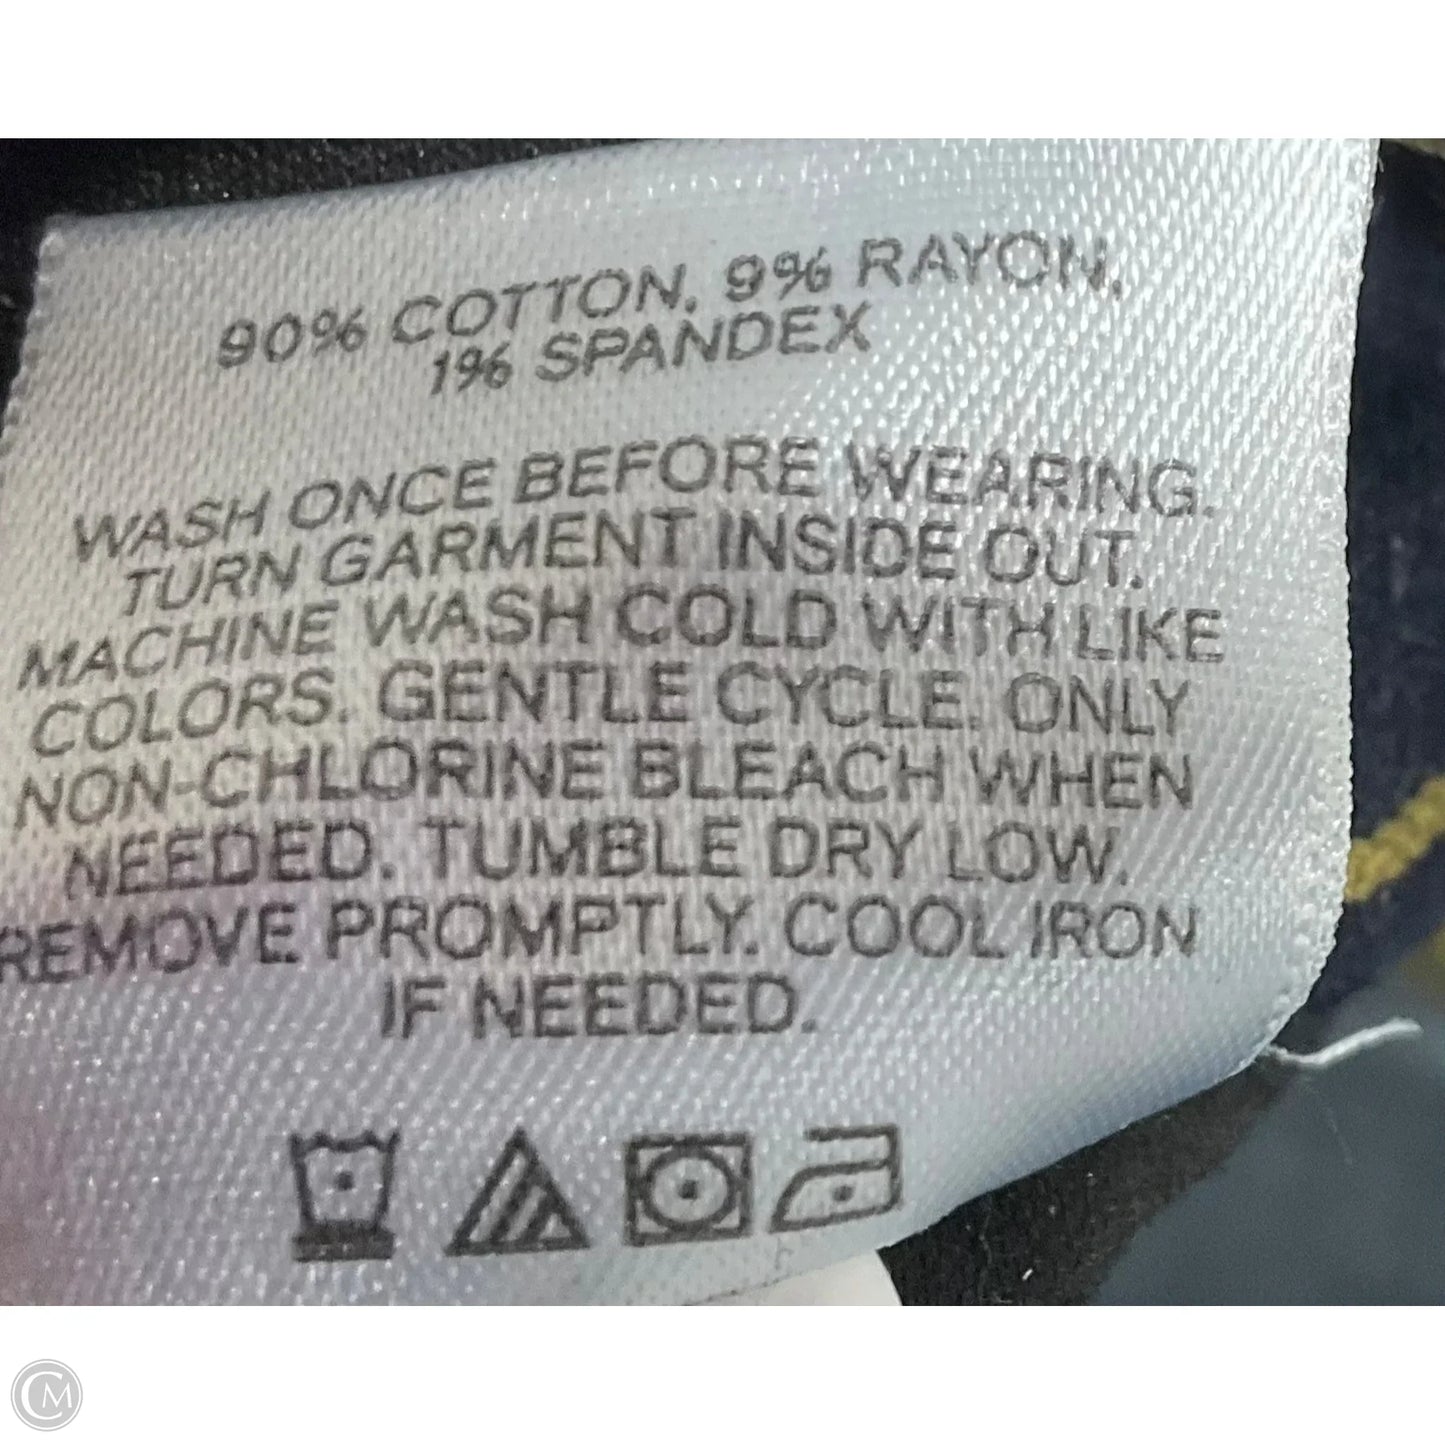 90% COTTON, 9% RAYON,
1% SPANDEX
WASH ONCE BEFORE WEARING.
TURN GARMENT INSIDE OUT.
MACHINE WASH COLD WITH LIKE
COLORS. GENTLE CYCLE. ONLY
NON-CHLORINE BLEACH WHEN
NEEDED. TUMBLE DRY LOW.
REMOVE PROMPTLY. COOL IRON
IF NEEDED.
CM